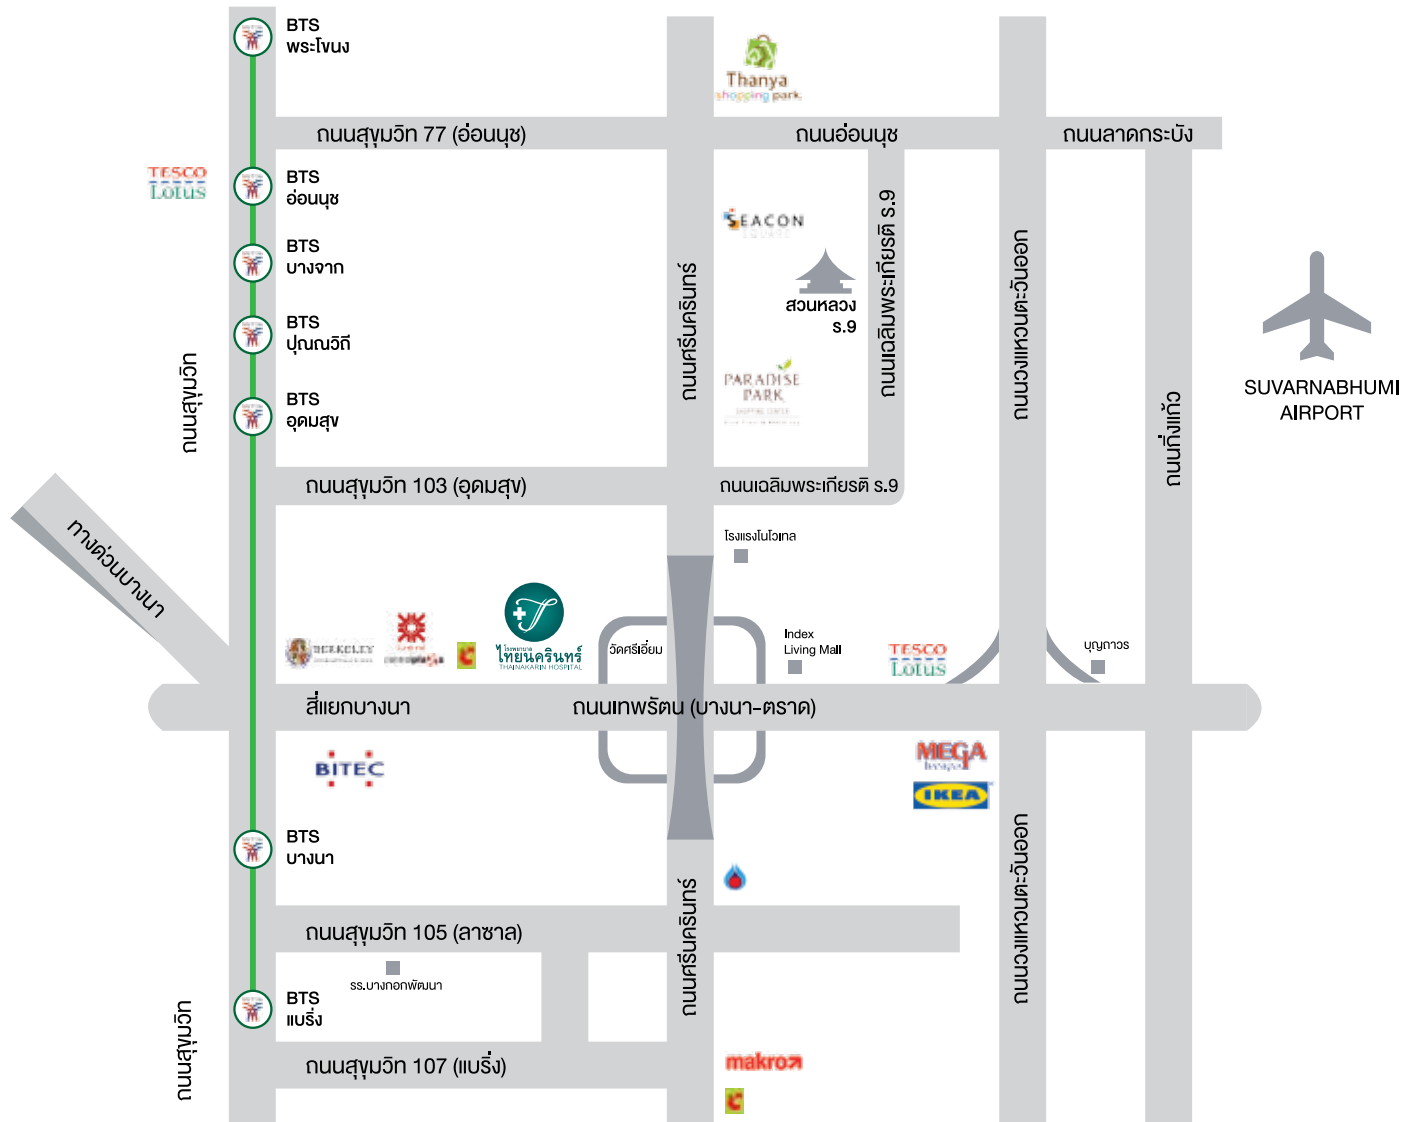 BTS
พระโขนง
Thanya
shopping park
ถนนสุขุมวิท 77 (อ่อนนุช)
ถนนอ่อนนุช
ถนนลาดกระบัง
TESCO
Lotus
BTS
อ่อนนุช
SEACON
SQUARE
BTS
บางจาก
BTS
ปุณณวิถี
สวนหลวง
ร.9
ถนนเฉลิมพระเกียรติ ร.9
ถนนศรีนครินทร์
ถนนวงแหวนตะวันออก
ถนนกิ่งแก้ว
SUVARNABHUMI
AIRPORT
PARADISE
PARK
SHOPPING CENTER
ถนนสุขุมวิท
BTS
อุดมสุข
ถนนสุขุมวิท 103 (อุดมสุข)
ถนนเฉลิมพระเกียรติ ร.9
ทางด่วนบางนา
โรงแรงโนโวเทล
BERKELEY
Central
centralplaza
โรงพยาบาล
ไทยนครินทร์
THAINAKARIN HOSPITAL
วัดศรีเอี่ยม
Index
Living Mall
TESCO
Lotus
บุญถาวร
สี่แยกบางนา
ถนนเทพรัตน (บางนา-ตราด)
BITEC
MEGA
bangna
IKEA
BTS
บางนา
ถนนศรีนครินทร์
ถนนวงแหวนตะวันออก
ถนนสุขุมวิท 105 (ลาซาล)
รร.บางกอกพัฒนา
BTS
แบริ่ง
ถนนสุขุมวิท
ถนนสุขุมวิท 107 (แบริ่ง)
makro